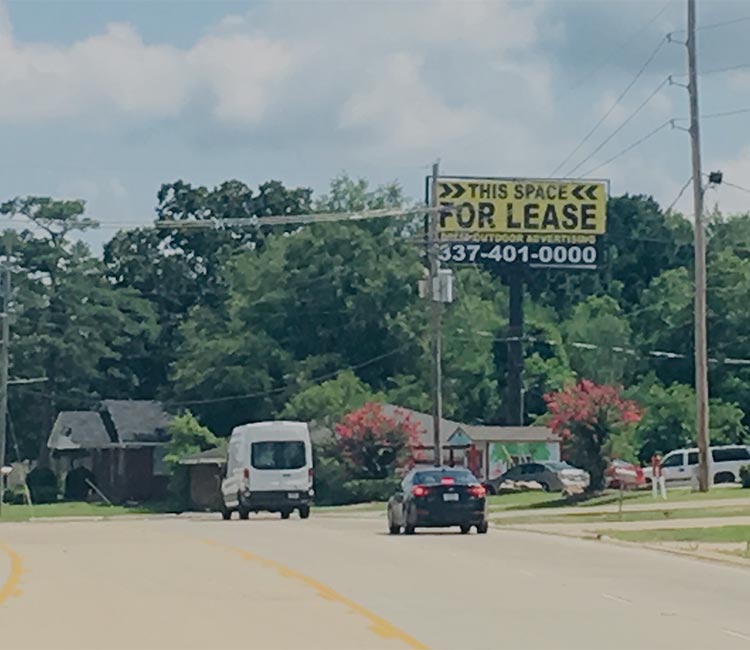 » THIS SPACE «
FOR LEASE
OUTDOOR ADVERTISING
337-401-0000